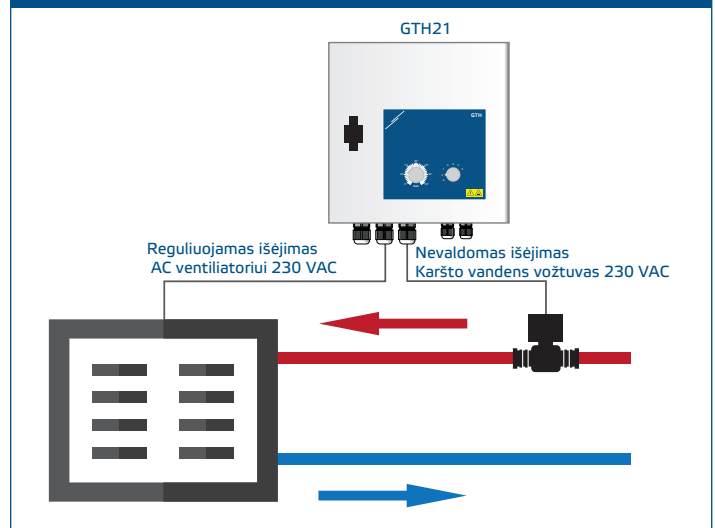 GTH21
GTH
Reguliuojamas išėjimas
AC ventiliatoriui 230 VAC
Nevaldomas išėjimas
Karšto vandens vožtuvas 230 VAC